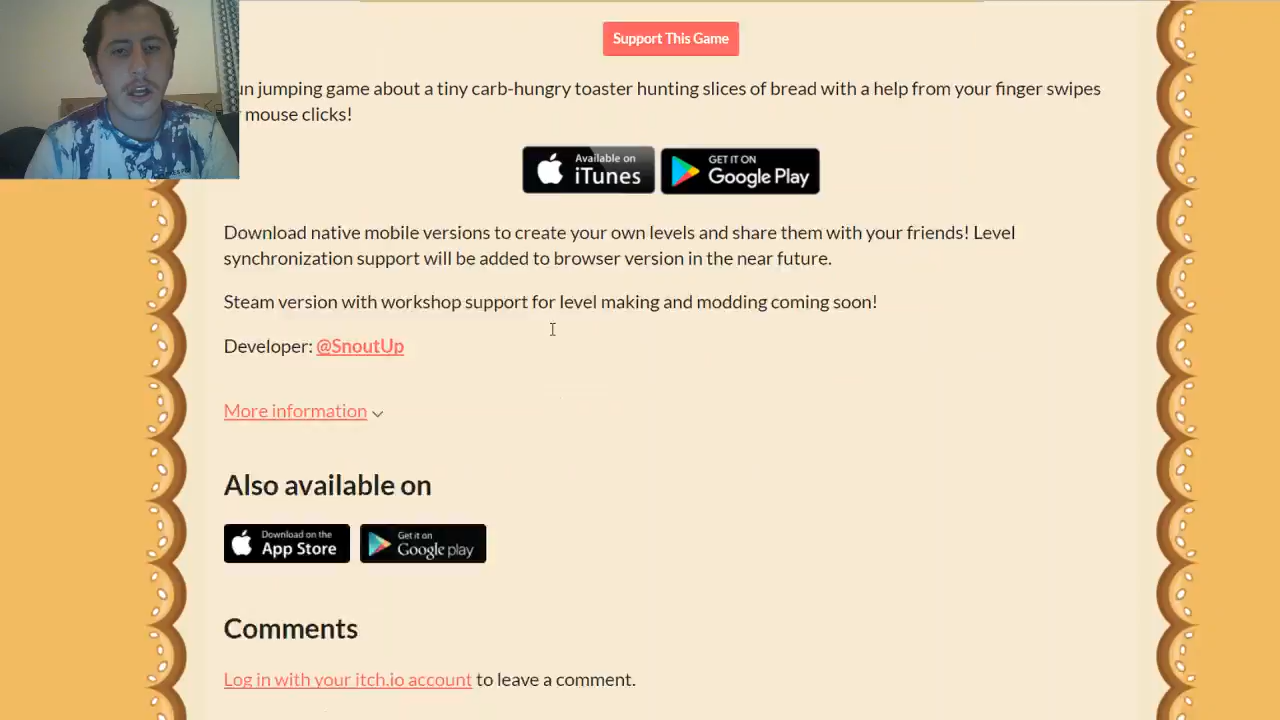 Support This Game
un jumping game about a tiny carb-hungry toaster hunting slices of bread with a help from your finger swipes
mouse clicks!
Available on
iTunes
GET IT ON
Google Play
Download native mobile versions to create your own levels and share them with your friends! Level
synchronization support will be added to browser version in the near future.
Steam version with workshop support for level making and modding coming soon!
Developer: @SnoutUp
More information
Also available on
Download on the
App Store
Get it on
Google play
Comments
Log in with your itch.io account to leave a comment.